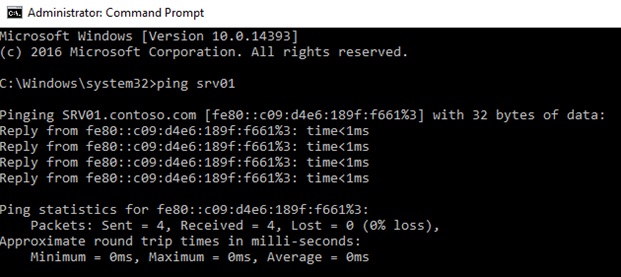 Administrator: Command Prompt
Microsoft Windows [Version 10.0.14393]
(c) 2016 Microsoft Corporation. All rights reserved.
C:\Windows\system32>ping srv01
Pinging SRV01.contoso.com [fe80::c09:d4e6:189f:f661%3] with 32 bytes of data:
Reply from fe80::c09:d4e6:189f:f661%3: time<1ms
Reply from fe80::c09:d4e6:189f:f661%3: time<1ms
Reply from fe80::c09:d4e6:189f:f661%3: time<1ms
Reply from fe80::c09:d4e6:189f:f661%3: time<1ms
Ping statistics for fe80::c09:d4e6:189f:f661%3:
Packets: Sent = 4, Received = 4, Lost = 0 (0% loss),
Approximate round trip times in milli-seconds:
Minimum = 0ms, Maximum = 0ms, Average = 0ms